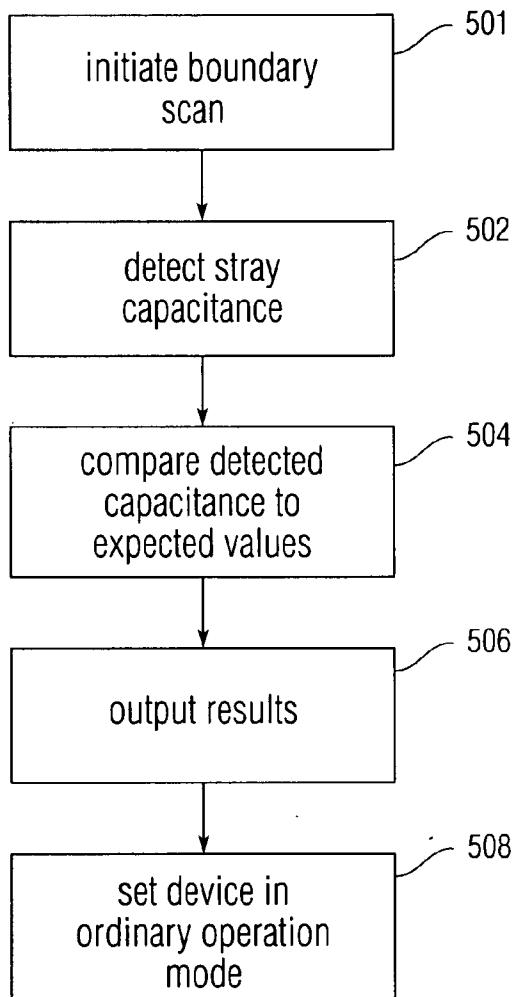 501
initiate boundary
scan
502
detect stray
capacitance
504
compare detected
capacitance to
expected values
506
output results
508
set device in
ordinary operation
mode